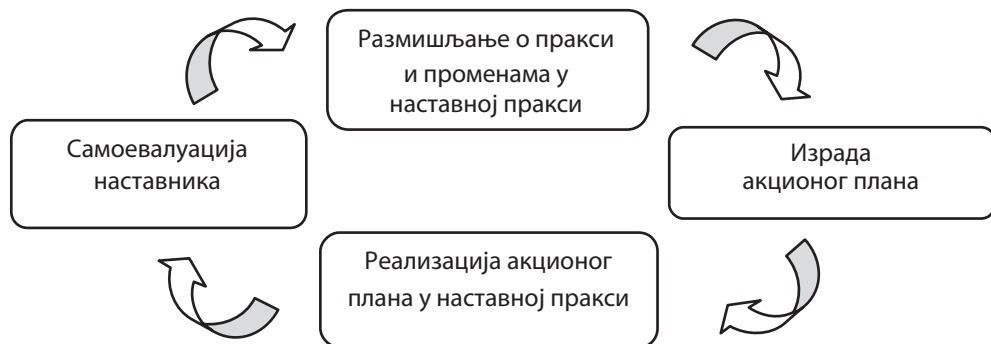 Размишљање о пракси
и променама у
наставној пракси
Самоевалуација
наставника
Израда
акционог плана
Реализација акционог
плана у наставној пракси